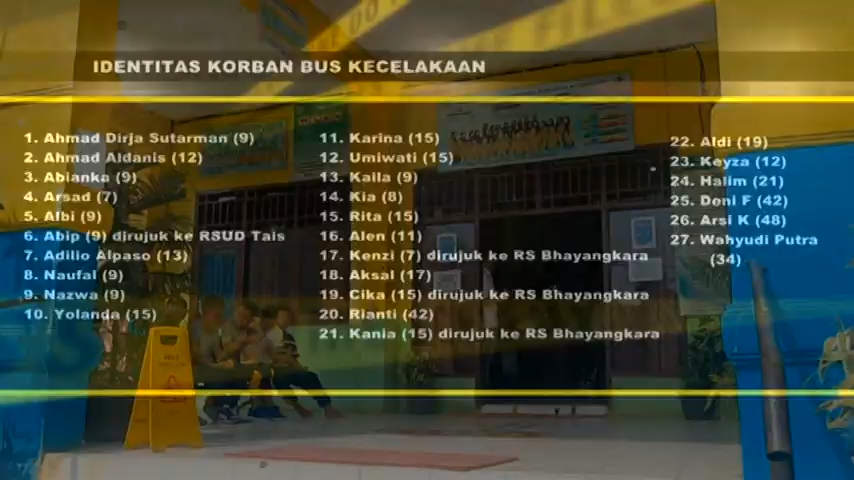 IDENTITAS KORBAN BUS KECELAKAAN
1. Ahmad Dirja Sutarman (9)
2. Ahmad Aldanis (12)
3. Abianka (9)
4. Arsad (7)
5. Albi (9)
6. Abip (9) dirujuk ke RSUD Tais
7. Adilio Alpaso (13)
8. Naufal (9)
9. Nazwa (9)
10. Yolanda (15)
11. Karina (15)
12. Umiwati (15)
13. Kaila (9)
14. Kia (8)
15. Rita (15)
16. Alen (11)
17. Kenzi (7) dirujuk ke RS Bhayangkara
18. Aksal (17)
19. Cika (15) dirujuk ke RS Bhayangkara
20. Rianti (42)
21. Kania (15) dirujuk ke RS Bhayangkara
22. Aldi (19)
23. Keyza (12)
24. Halim (21)
25. Doni F (42)
26. Arsi K (48)
27. Wahyudi Putra
(34)